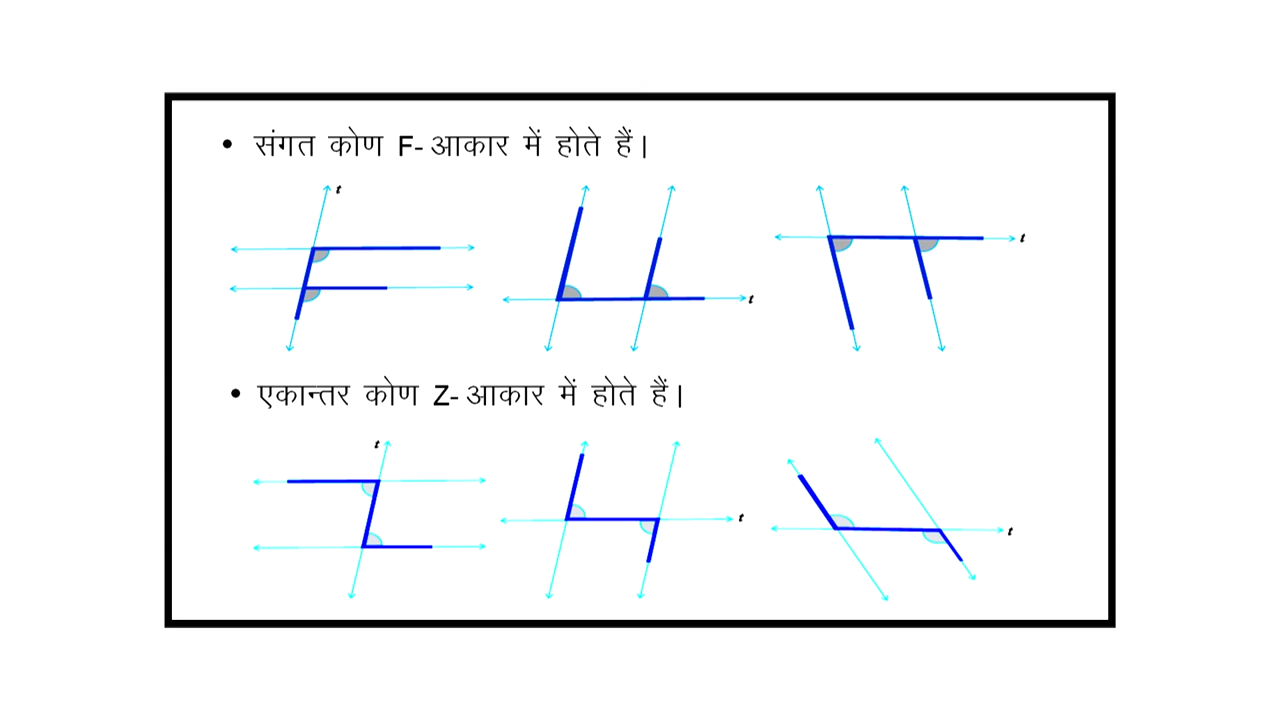 • संगत कोण F- आकार में होते हैं।
t
t
t
• एकान्तर कोण Z- आकार में होते हैं।
t
t
t